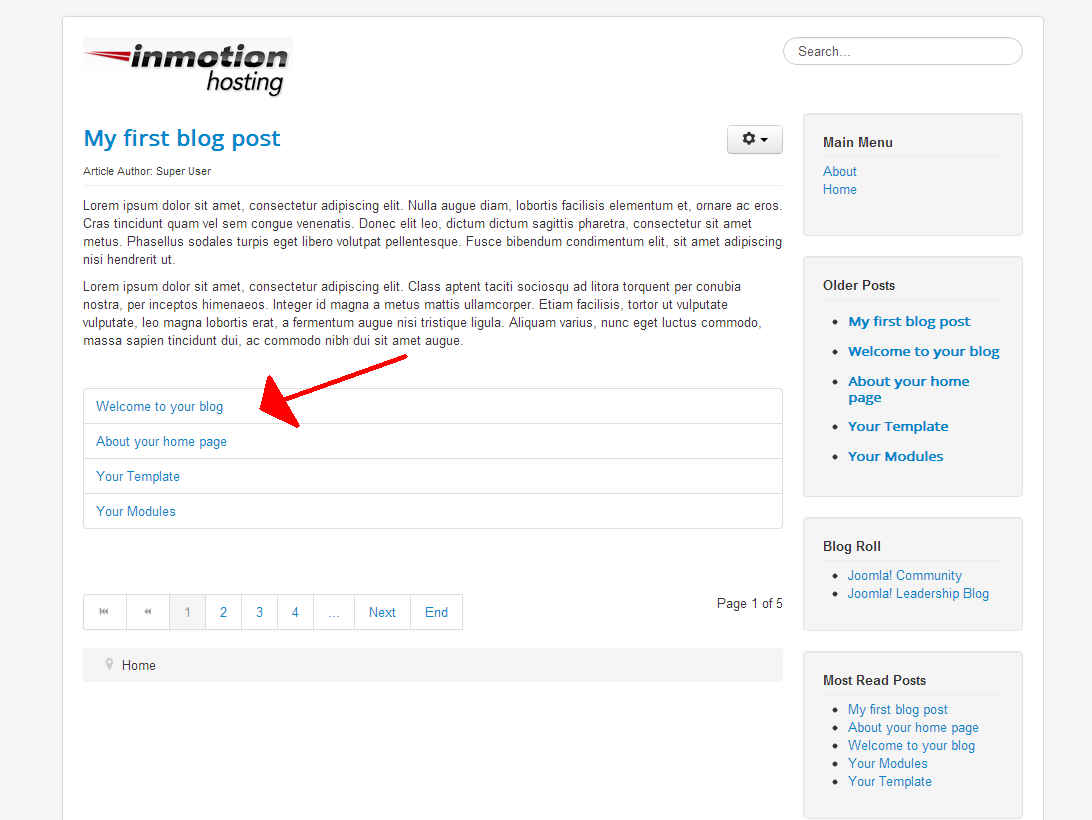 inmotion
hosting
Search...
My first blog post
Article Author: Super User
Lorem ipsum dolor sit amet, consectetur adipiscing elit. Nulla augue diam, lobortis facilisis elementum et, ornare ac eros.
Cras tincidunt quam vel sem congue venenatis. Donec elit leo, dictum dictum sagittis pharetra, consectetur sit amet
metus. Phasellus sodales turpis eget libero volutpat pellentesque. Fusce bibendum condimentum elit, sit amet adipiscing
nisi hendrerit ut.
Lorem ipsum dolor sit amet, consectetur adipiscing elit. Class aptent taciti sociosqu ad litora torquent per conubia
nostra, per inceptos himenaeos. Integer id magna a metus mattis ullamcorper. Etiam facilisis, tortor ut vulputate
vulputate, leo magna lobortis erat, a fermentum augue nisi tristique ligula. Aliquam varius, nunc eget luctus commodo,
massa sapien tincidunt dui, ac commodo nibh dui sit amet augue.
Welcome to your blog
About your home page
Your Template
Your Modules
1 2 3 4 ... Next End
Page 1 of 5
Home
Main Menu
About
Home
Older Posts
My first blog post
Welcome to your blog
About your home
page
Your Template
Your Modules
Blog Roll
Joomla! Community
Joomla! Leadership Blog
Most Read Posts
My first blog post
About your home page
Welcome to your blog
Your Modules
Your Template